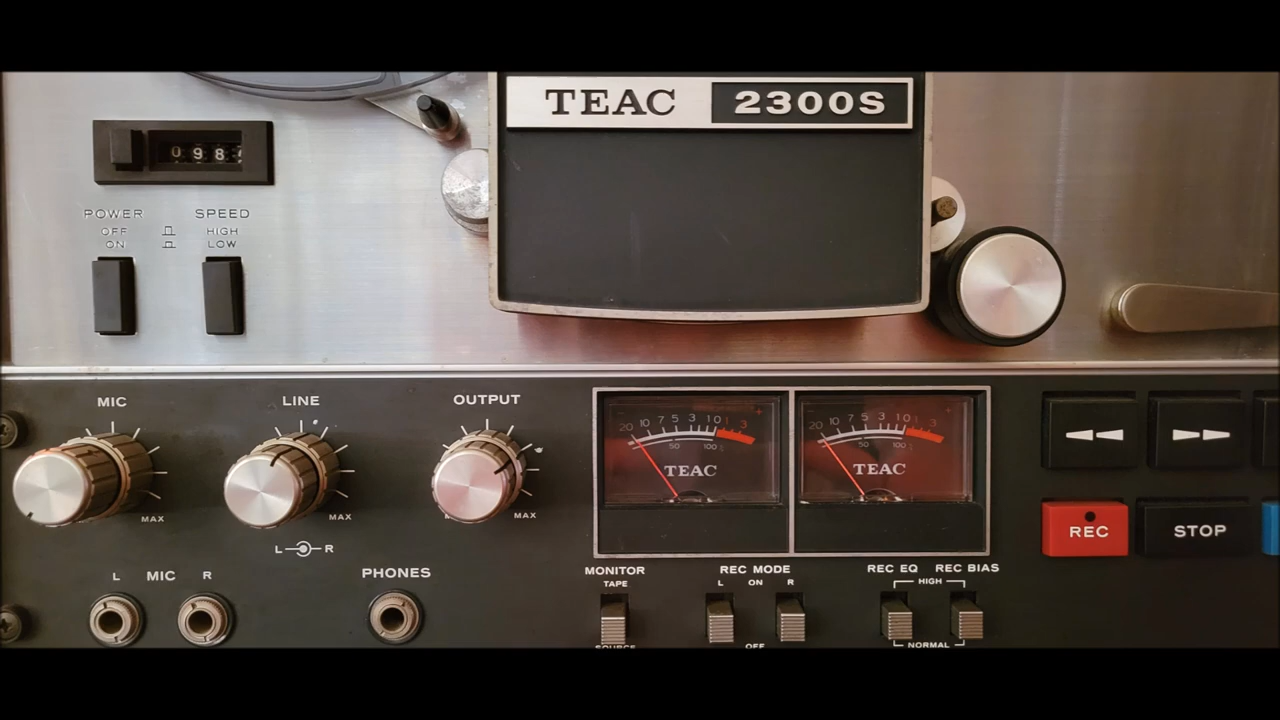 TEAC 2300S
098
POWER SPEED
OFF HIGH
ON LOW
MIC LINE OUTPUT
MAX MAX MAX
20 10 7 5 3 1 0 1 3
50 100
TEAC
20 10 7 5 3 1 0 1 3
50 100
TEAC
REC STOP
L R
L MIC R PHONES
MONITOR REC MODE REC EQ REC BIAS
TAPE L ON R HIGH
SOURCE OFF NORMAL